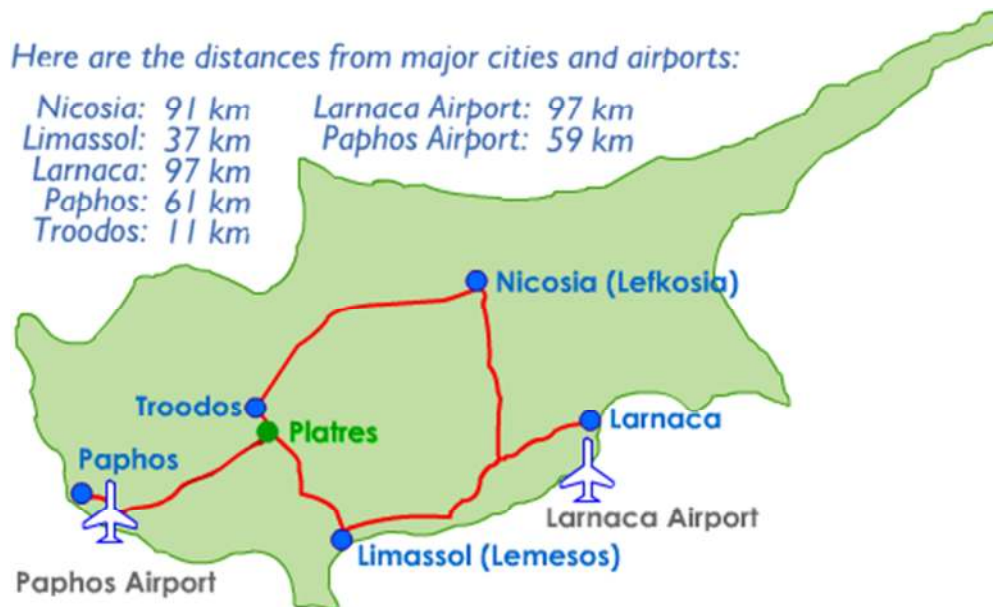 Here are the distances from major cities and airports:
Nicosia: 91 km
Limassol: 37 km
Larnaca: 97 km
Paphos: 61 km
Troodos: 11 km
Larnaca Airport: 97 km
Paphos Airport: 59 km
Nicosia (Lefkosia)
Troodos
Platres
Larnaca
Paphos
Larnaca Airport
Limassol (Lemesos)
Paphos Airport